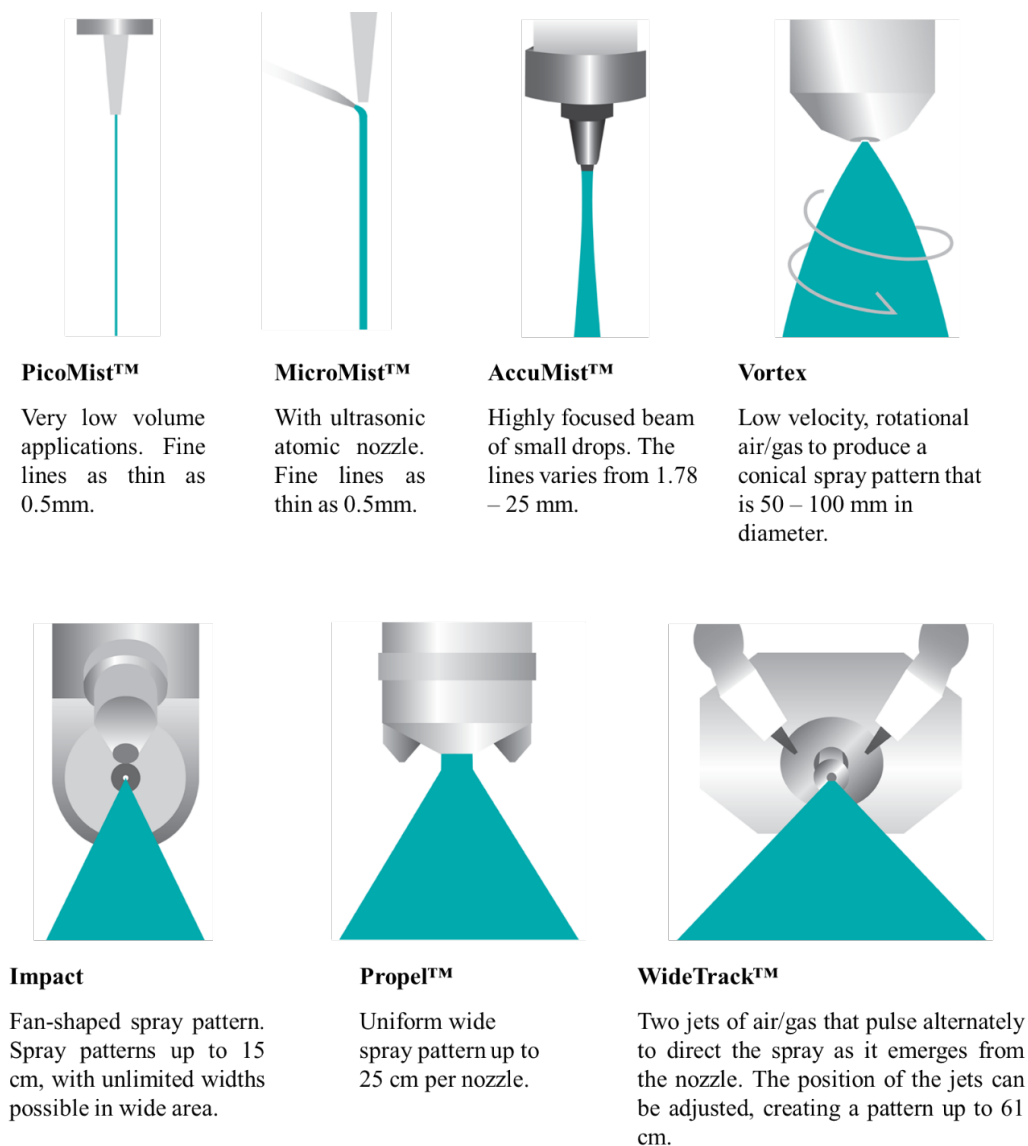 PicoMist™
Very low volume
applications. Fine
lines as thin as
0.5mm.
MicroMist™
With ultrasonic
atomic nozzle.
Fine lines as
thin as 0.5mm.
AccuMist™
Highly focused beam
of small drops. The
lines varies from 1.78
– 25 mm.
Vortex
Low velocity, rotational
air/gas to produce a
conical spray pattern that
is 50 – 100 mm in
diameter.
Impact
Fan-shaped spray pattern.
Spray patterns up to 15
cm, with unlimited widths
possible in wide area.
Propel™
Uniform wide
spray pattern up to
25 cm per nozzle.
WideTrack™
Two jets of air/gas that pulse alternately
to direct the spray as it emerges from
the nozzle. The position of the jets can
be adjusted, creating a pattern up to 61
cm.